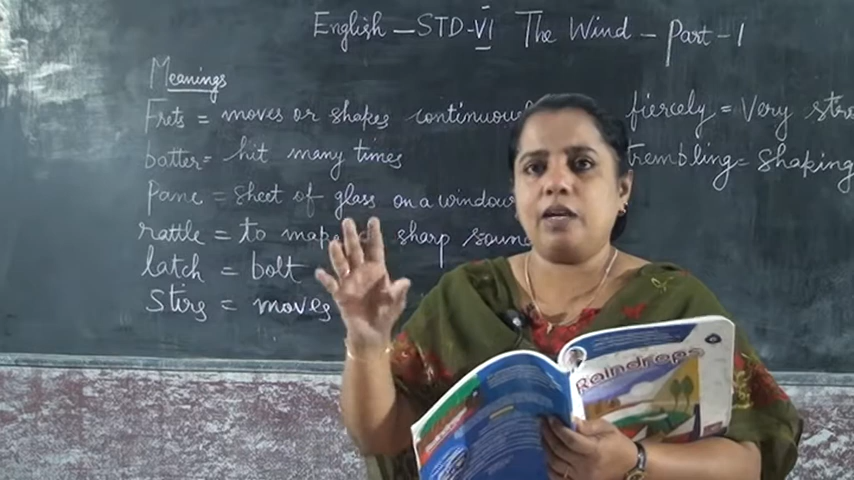 English – STD-VI The Wind – Part – 1
Meanings
Frets = moves or shakes continuous
fiercely = very stro
batter = hit many times
trembling = shaking
Pane = sheet of glass on a window
rattle = to make a sharp soun
latch = bolt
Stirs = moves
Raindrops